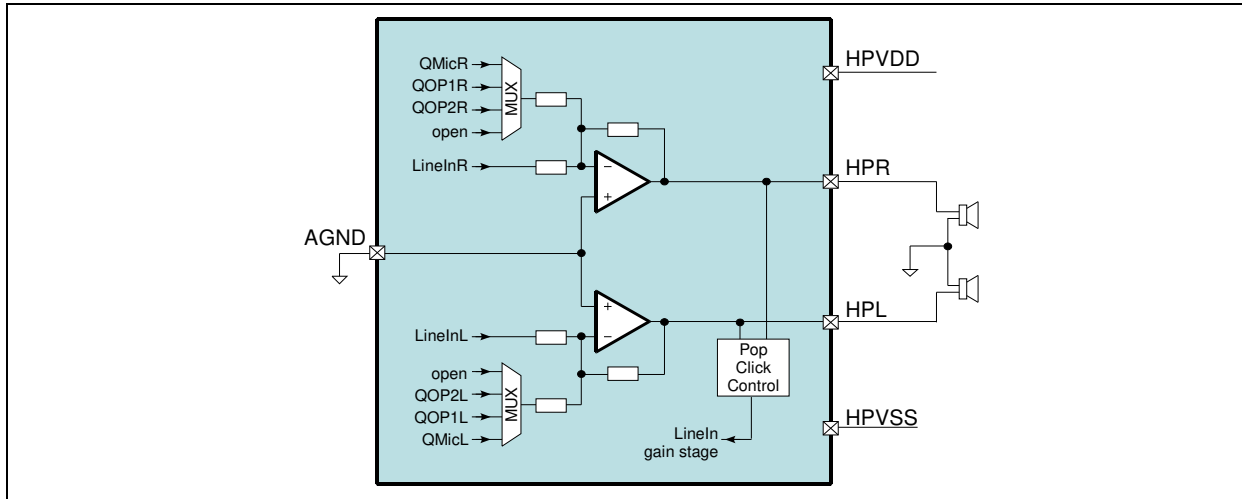 HPVDD
QMicR
QOP1R
QOP2R
open
MUX
LineInR
−
+
HPR
AGND
+
−
HPL
LineInL
open
QOP2L
QOP1L
QMicL
MUX
Pop
Click
Control
LineIn
gain stage
HPVSS